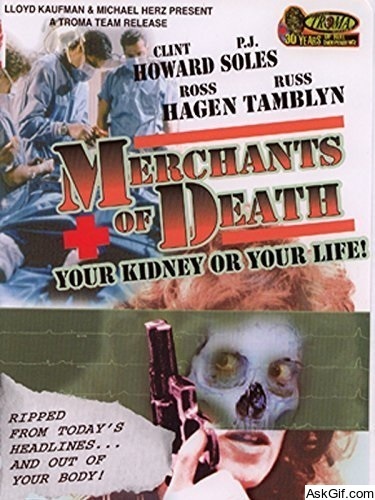 LLOYD KAUFMAN & MICHAEL HERZ PRESENT
A TROMA TEAM RELEASE
TROMA
30 YEARS
CLINT P.J.
HOWARD SOLES
ROSS RUSS
HAGEN TAMBLYN
MERCHANTS
OF DEATH
YOUR KIDNEY OR YOUR LIFE!
RIPPED
FROM TODAY'S
HEADLINES...
AND OUT OF
YOUR BODY!
AskGif.com